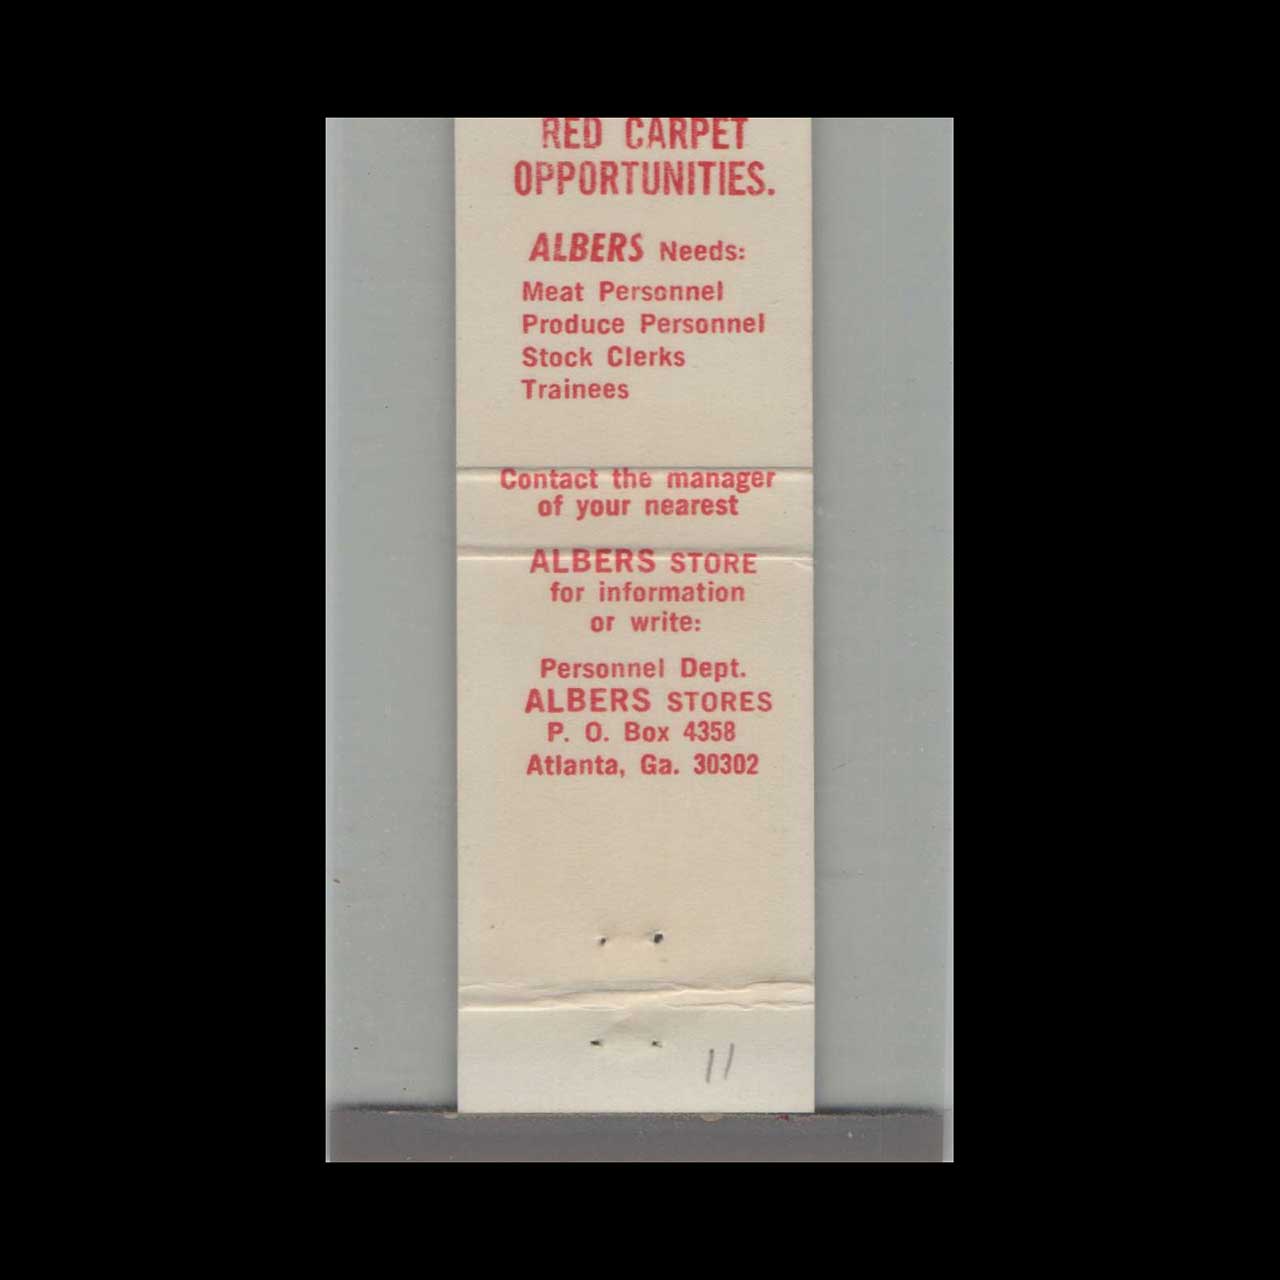 RED CARPET
OPPORTUNITIES.
ALBERS Needs:
Meat Personnel
Produce Personnel
Stock Clerks
Trainees
Contact the manager
of your nearest
ALBERS STORE
for information
or write:
Personnel Dept.
ALBERS STORES
P. O. Box 4358
Atlanta, Ga. 30302
11